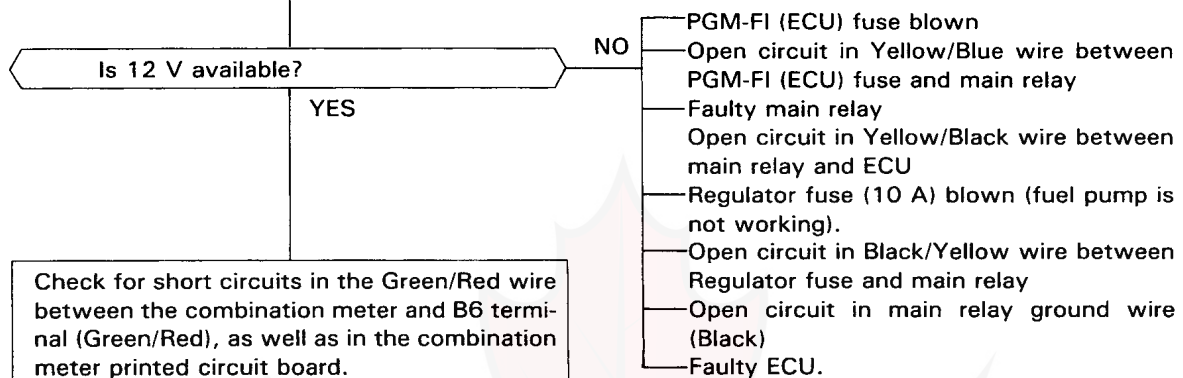 Is 12 V available?
NO
YES
PGM-FI (ECU) fuse blown
Open circuit in Yellow/Blue wire between
PGM-FI (ECU) fuse and main relay
Faulty main relay
Open circuit in Yellow/Black wire between
main relay and ECU
Regulator fuse (10 A) blown (fuel pump is
not working).
Open circuit in Black/Yellow wire between
Regulator fuse and main relay
Open circuit in main relay ground wire
(Black)
Faulty ECU.
Check for short circuits in the Green/Red wire
between the combination meter and B6 termi-
nal (Green/Red), as well as in the combination
meter printed circuit board.